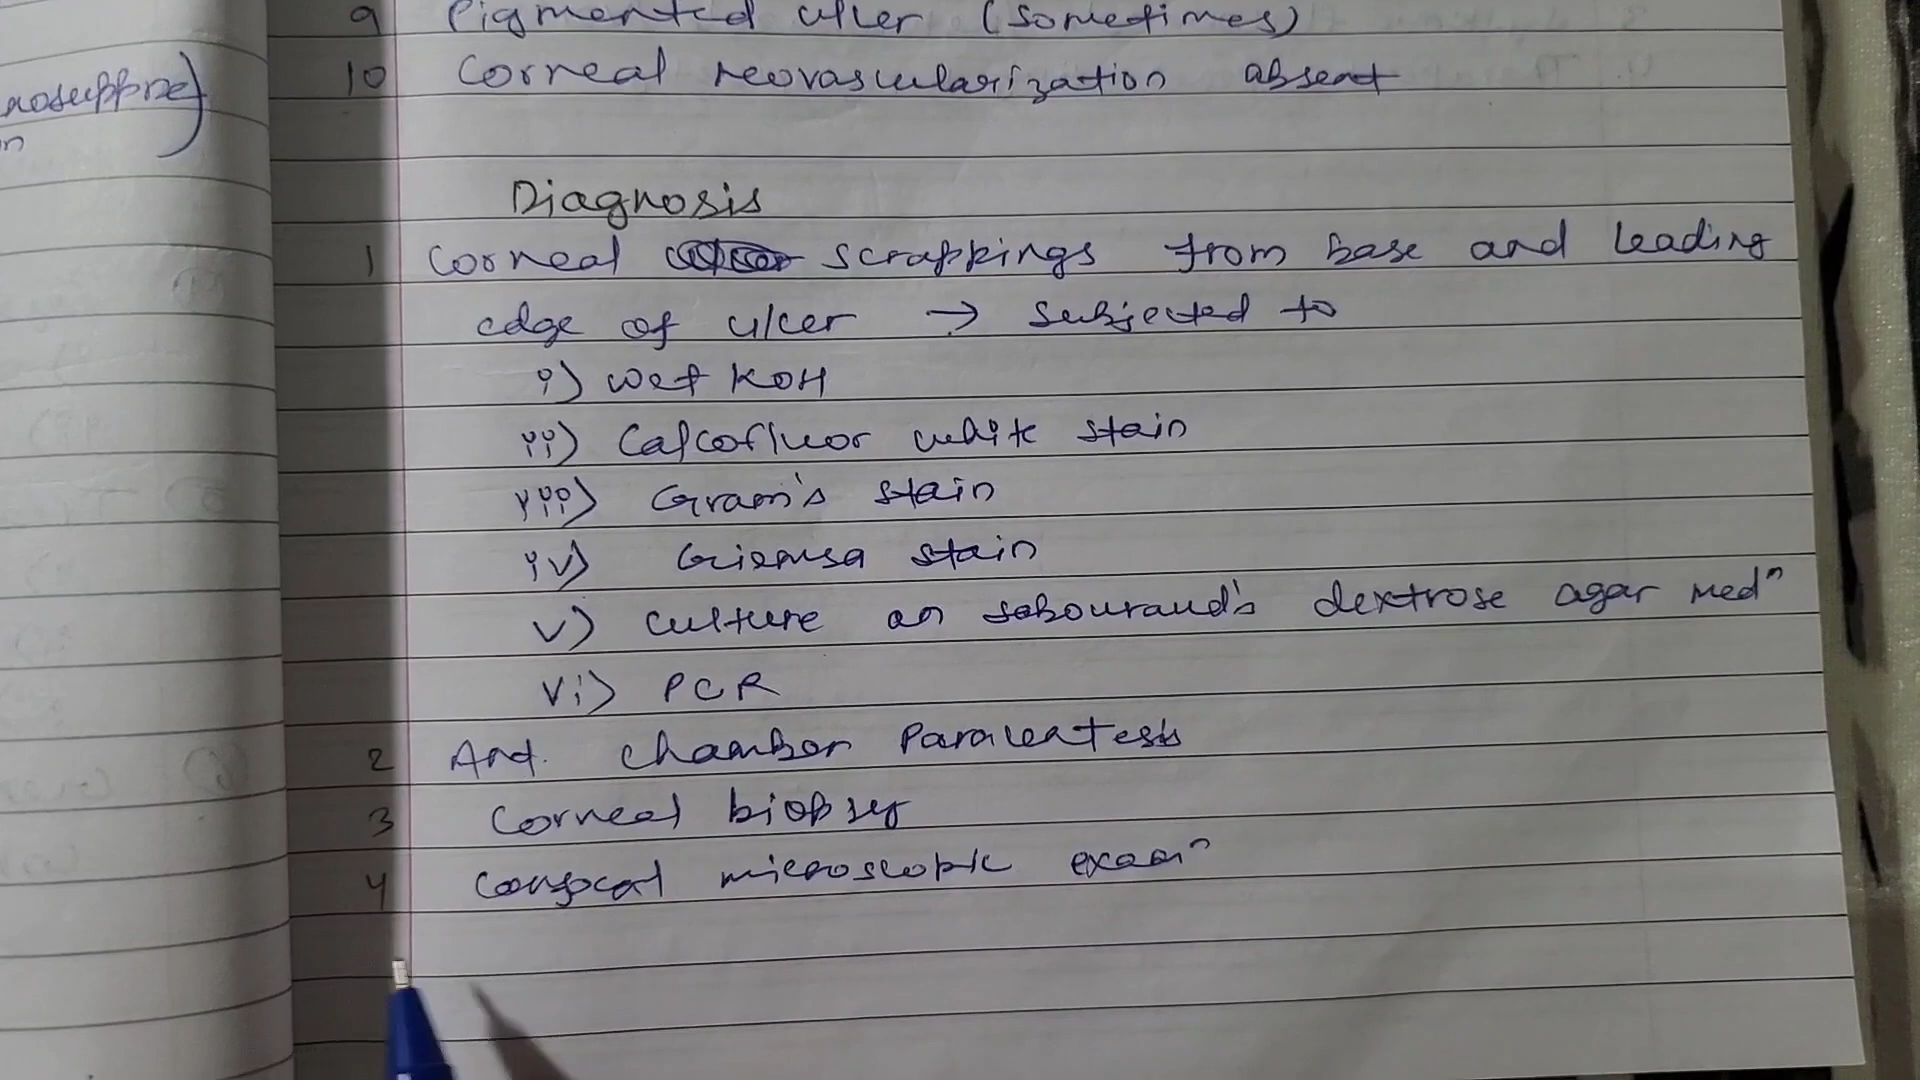 nosuppre)
n
9 Pigmented ulcer (sometimes)
10 Corneal neovascularization absent
Diagnosis
1 Corneal scrappings from base and leading
edge of ulcer → subjected to
i) wet KOH
ii) Calcofluor white stain
iii) Gram's stain
iv) Giemsa stain
v) culture on sabouraud's dextrose agar medⁿ
vi) PCR
2 Ant. chamber Paracentesis
3 Corneal biopsy
4 Confocal microscopic examⁿ